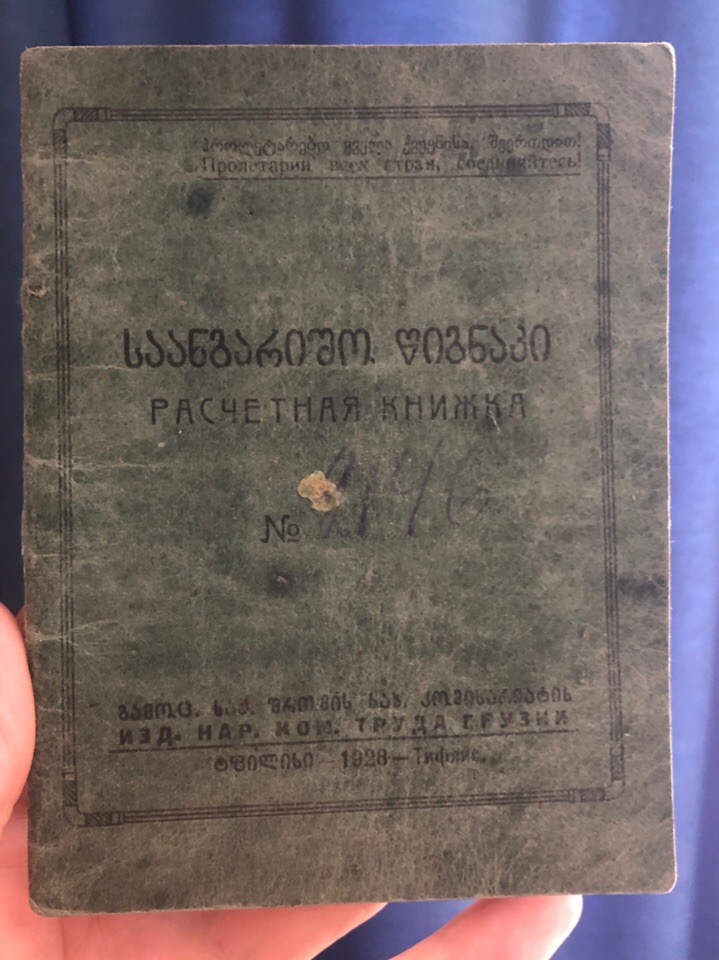 პროლეტარებო ყველა ქვეყნისა, შეერთდით!
Пролетарии всех стран, соединяйтесь!
საანგარიშო წიგნაკი
РАСЧЕТНАЯ КНИЖКА
№ 2146
გამოც. საქ. შრომის სახ. კომისარიატის
ИЗД. НАР. КОМ. ТРУДА ГРУЗИИ
ტფილისი — 1928 — Тифлис.